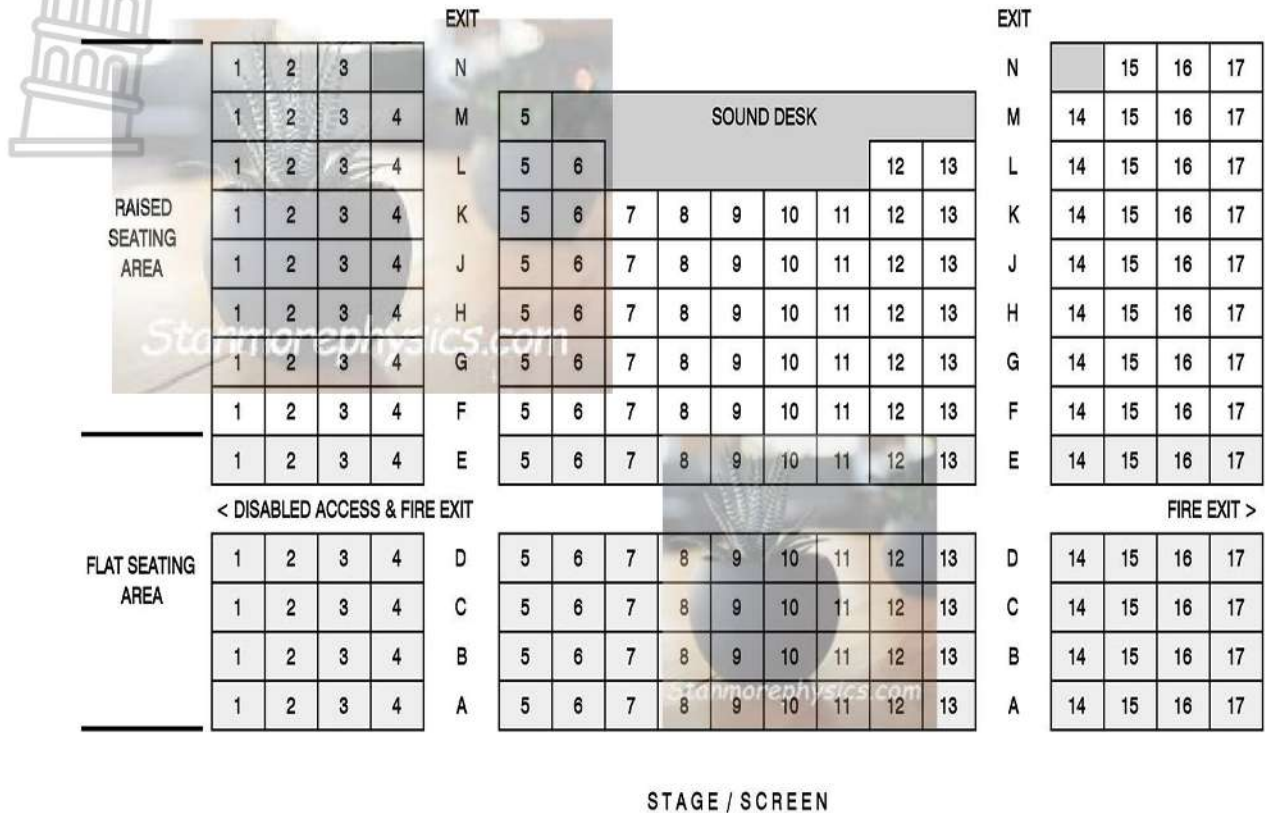 EXIT EXIT
1 2 3 N N 15 16 17
1 2 3 4 M 5 SOUND DESK M 14 15 16 17
1 2 3 4 L 5 6 12 13 L 14 15 16 17
RAISED SEATING AREA
1 2 3 4 K 5 6 7 8 9 10 11 12 13 K 14 15 16 17
1 2 3 4 J 5 6 7 8 9 10 11 12 13 J 14 15 16 17
1 2 3 4 H 5 6 7 8 9 10 11 12 13 H 14 15 16 17
Stanmorephysics.com
1 2 3 4 G 5 6 7 8 9 10 11 12 13 G 14 15 16 17
1 2 3 4 F 5 6 7 8 9 10 11 12 13 F 14 15 16 17
1 2 3 4 E 5 6 7 8 9 10 11 12 13 E 14 15 16 17
< DISABLED ACCESS & FIRE EXIT FIRE EXIT >
FLAT SEATING AREA
1 2 3 4 D 5 6 7 8 9 10 11 12 13 D 14 15 16 17
1 2 3 4 C 5 6 7 8 9 10 11 12 13 C 14 15 16 17
1 2 3 4 B 5 6 7 8 9 10 11 12 13 B 14 15 16 17
Stanmorephysics.com
1 2 3 4 A 5 6 7 8 9 10 11 12 13 A 14 15 16 17
STAGE / SCREEN